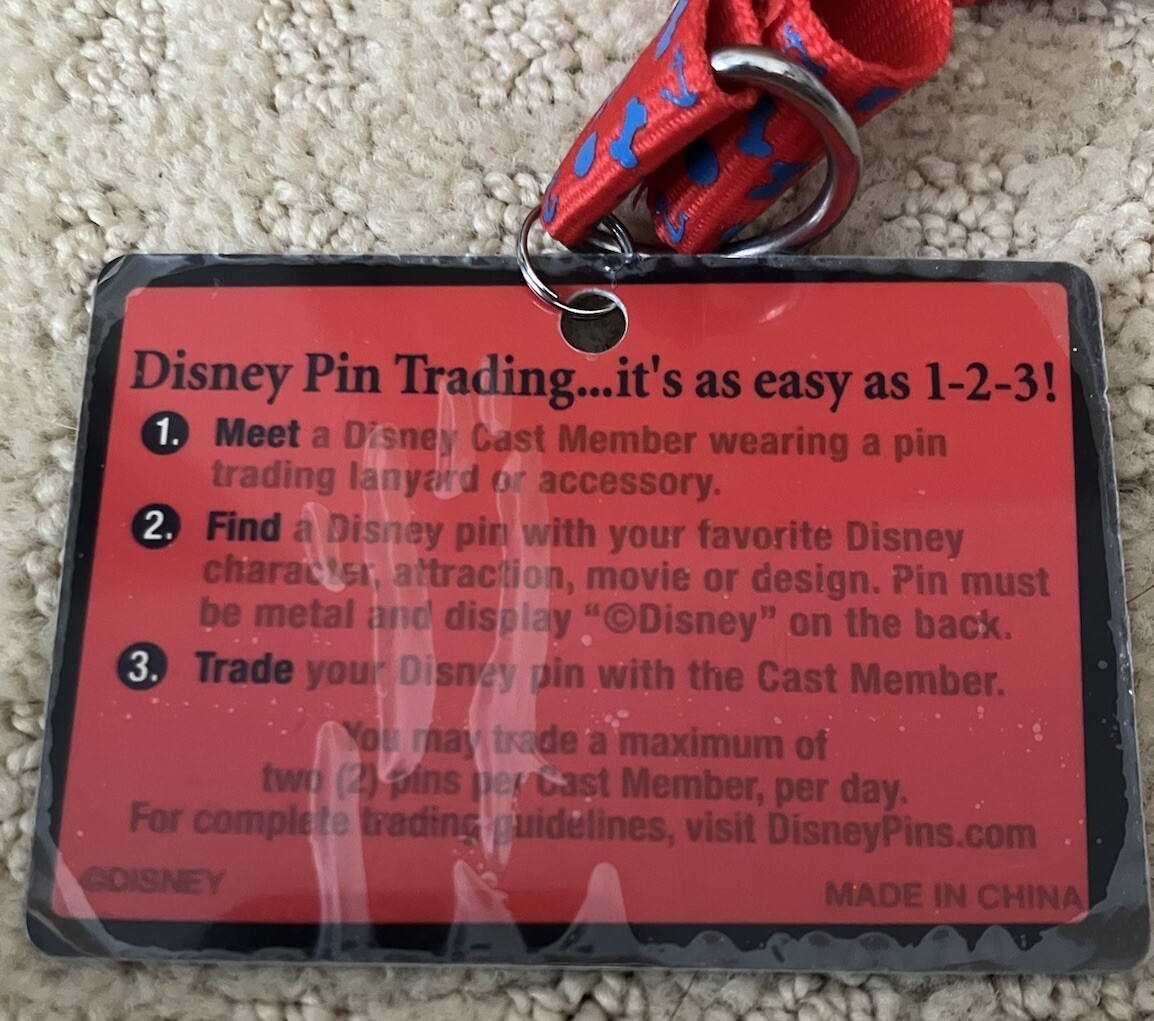 Disney Pin Trading...it's as easy as 1-2-3!
1. Meet a Disney Cast Member wearing a pin
trading lanyard or accessory.
2. Find a Disney pin with your favorite Disney
character, attraction, movie or design. Pin must
be metal and display “©Disney” on the back.
3. Trade your Disney pin with the Cast Member.
You may trade a maximum of
two (2) pins per Cast Member, per day.
For complete trading guidelines, visit DisneyPins.com
©DISNEY
MADE IN CHINA